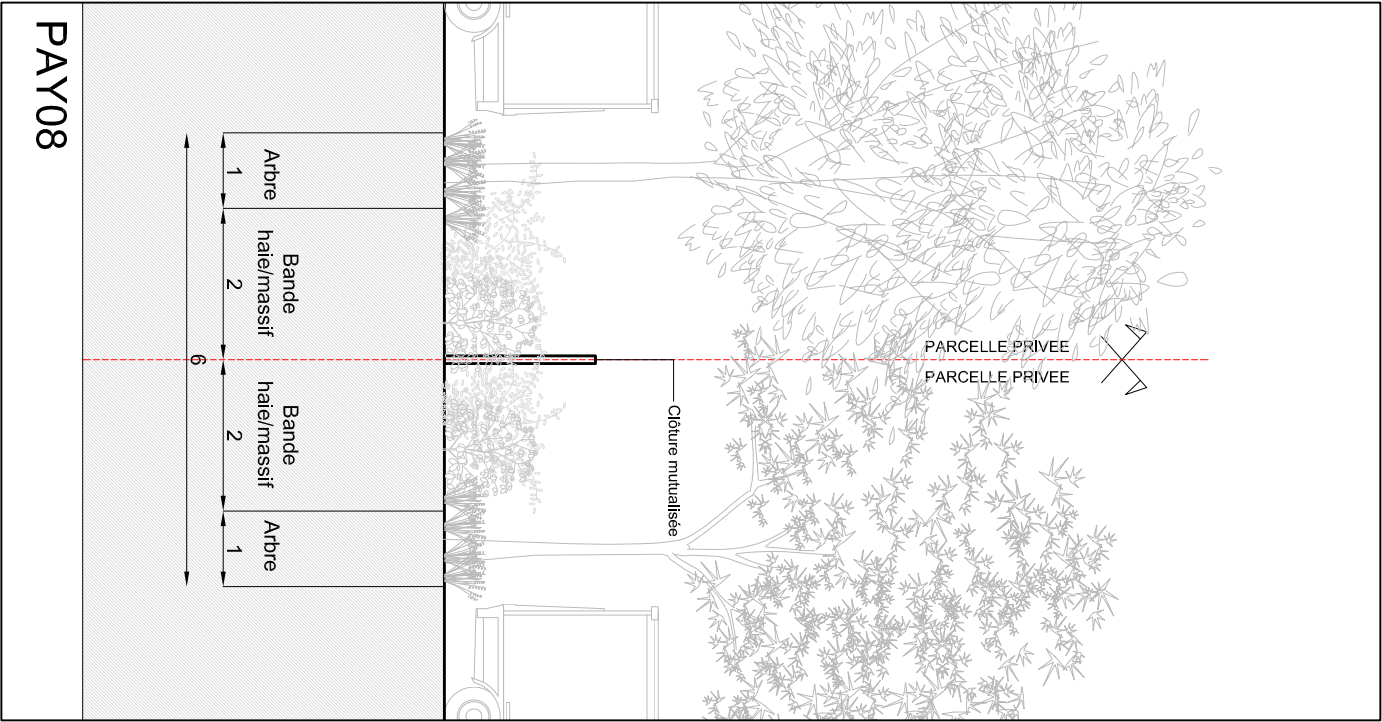 PARCELLE PRIVEE
PARCELLE PRIVEE
Clôture mutualisée
Arbre
1
Bande
haie/massif
2
Bande
haie/massif
2
Arbre
1
6
PAY08